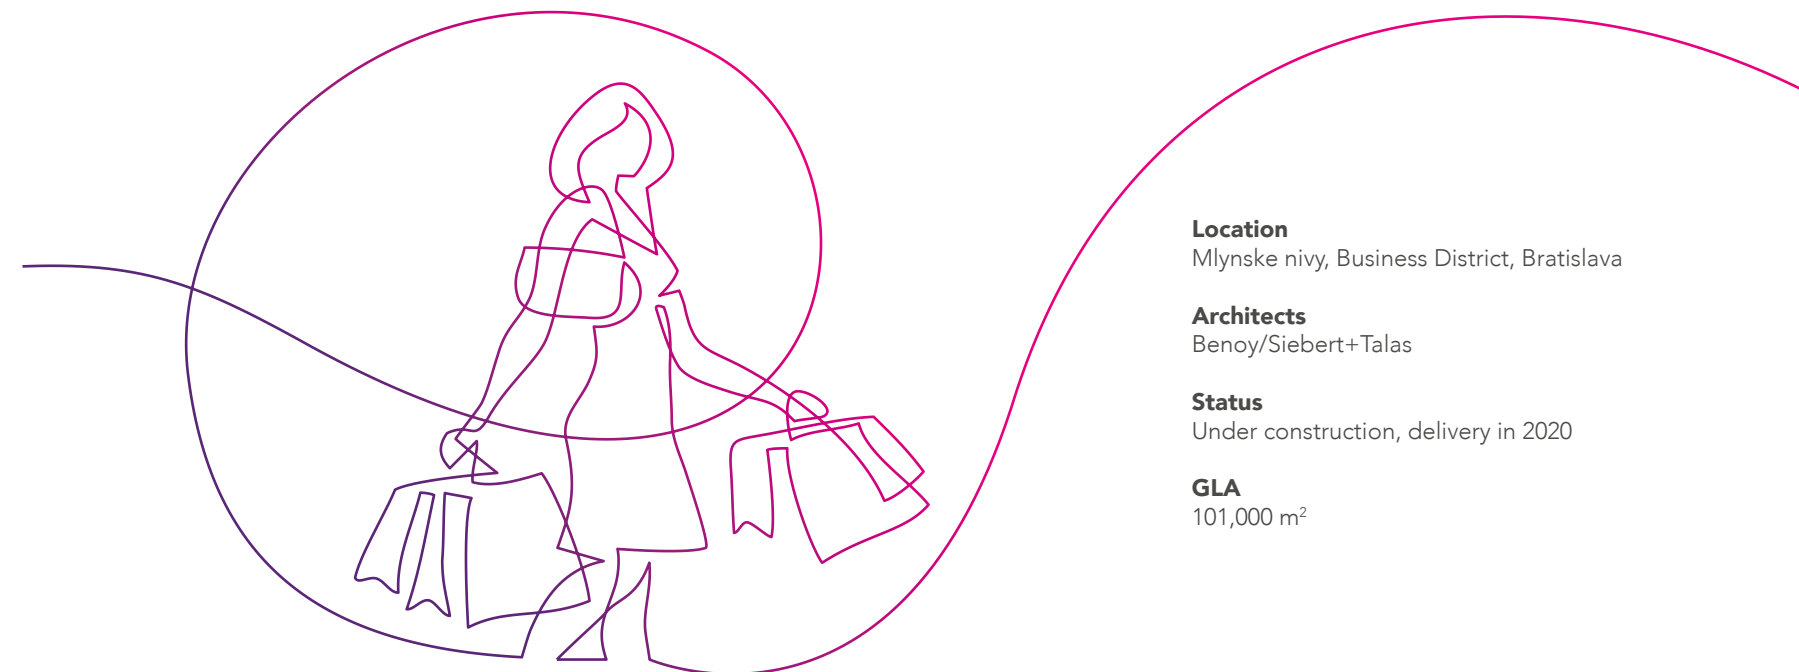 Location
Mlynske nivy, Business District, Bratislava
Architects
Benoy/Siebert+Talas
Status
Under construction, delivery in 2020
GLA
101,000 m²